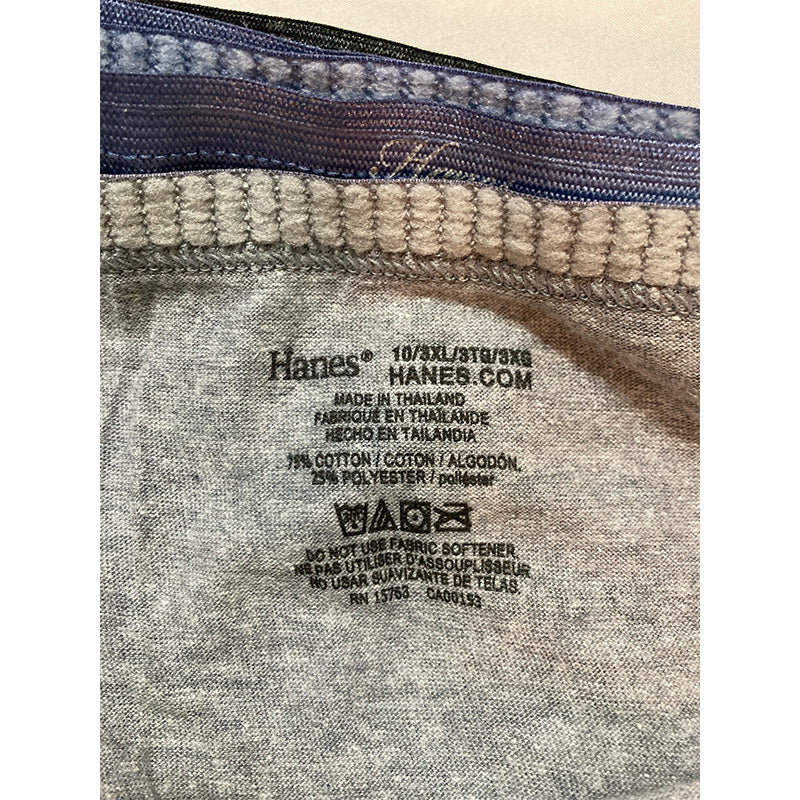 Hanes
Hanes® 10/3XL/3TG/3XG
HANES.COM
MADE IN THAILAND
FABRIQUÉ EN THAÏLANDE
HECHO EN TAILANDIA
75% COTTON / COTON / ALGODÓN,
25% POLYESTER / poliéster
DO NOT USE FABRIC SOFTENER
NE PAS UTILISER D'ASSOUPLISSEUR
NO USAR SUAVIZANTE DE TELAS.
RN 15763 CA00153